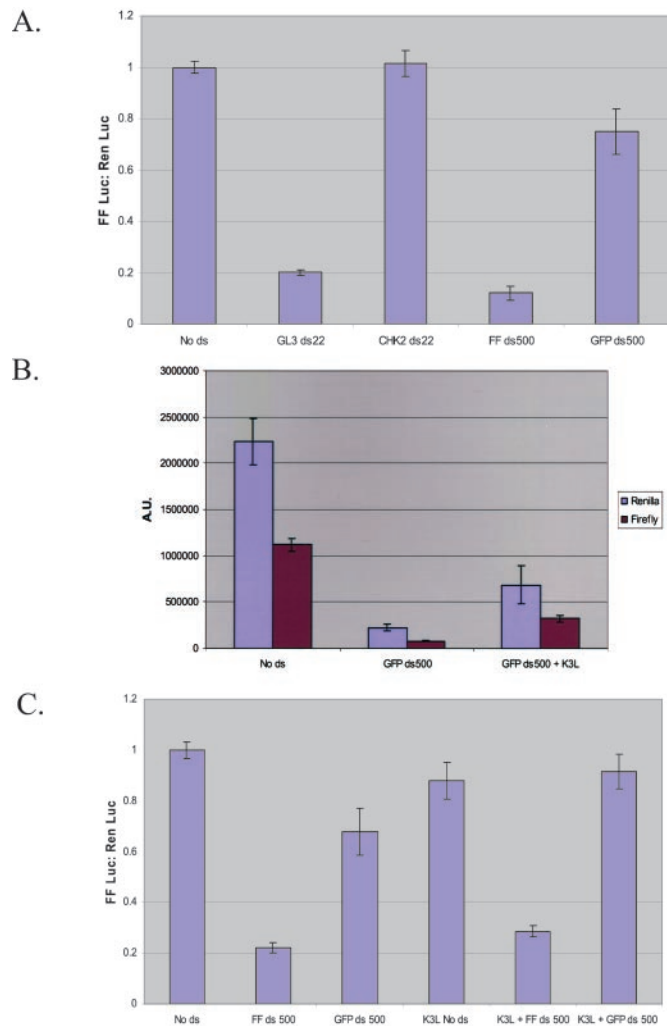 A.
1.2
1
0.8
0.6
0.4
0.2
0
FF Luc: Ren Luc
No ds GL3 ds22 CHK2 ds22 FF ds500 GFP ds500
B.
3000000
2500000
2000000
1500000
1000000
500000
0
A.U.
No ds GFP ds500 GFP ds500 + K3L
Renilla
Firefly
C.
1.2
1
0.8
0.6
0.4
0.2
0
FF Luc: Ren Luc
No ds FF ds 500 GFP ds 500 K3L No ds K3L + FF ds 500 K3L + GFP ds 500